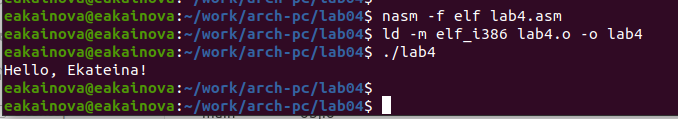 eakainova@eakainova:~/work/arch-pc/lab04$ nasm -f elf lab4.asm
eakainova@eakainova:~/work/arch-pc/lab04$ ld -m elf_i386 lab4.o -o lab4
eakainova@eakainova:~/work/arch-pc/lab04$ ./lab4
Hello, Ekateina!
eakainova@eakainova:~/work/arch-pc/lab04$
eakainova@eakainova:~/work/arch-pc/lab04$